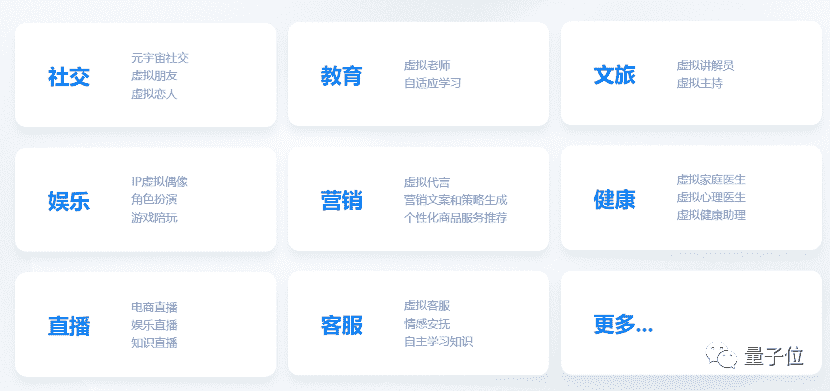 社交
元宇宙社交
虚拟朋友
虚拟恋人
教育
虚拟老师
自适应学习
文旅
虚拟讲解员
虚拟主持
娱乐
IP虚拟偶像
角色扮演
游戏陪玩
营销
虚拟代言
营销文案和策略生成
个性化商品服务推荐
健康
虚拟家庭医生
虚拟心理医生
虚拟健康助理
直播
电商直播
娱乐直播
知识直播
客服
虚拟客服
情感安抚
自主学习知识
更多...
量子位